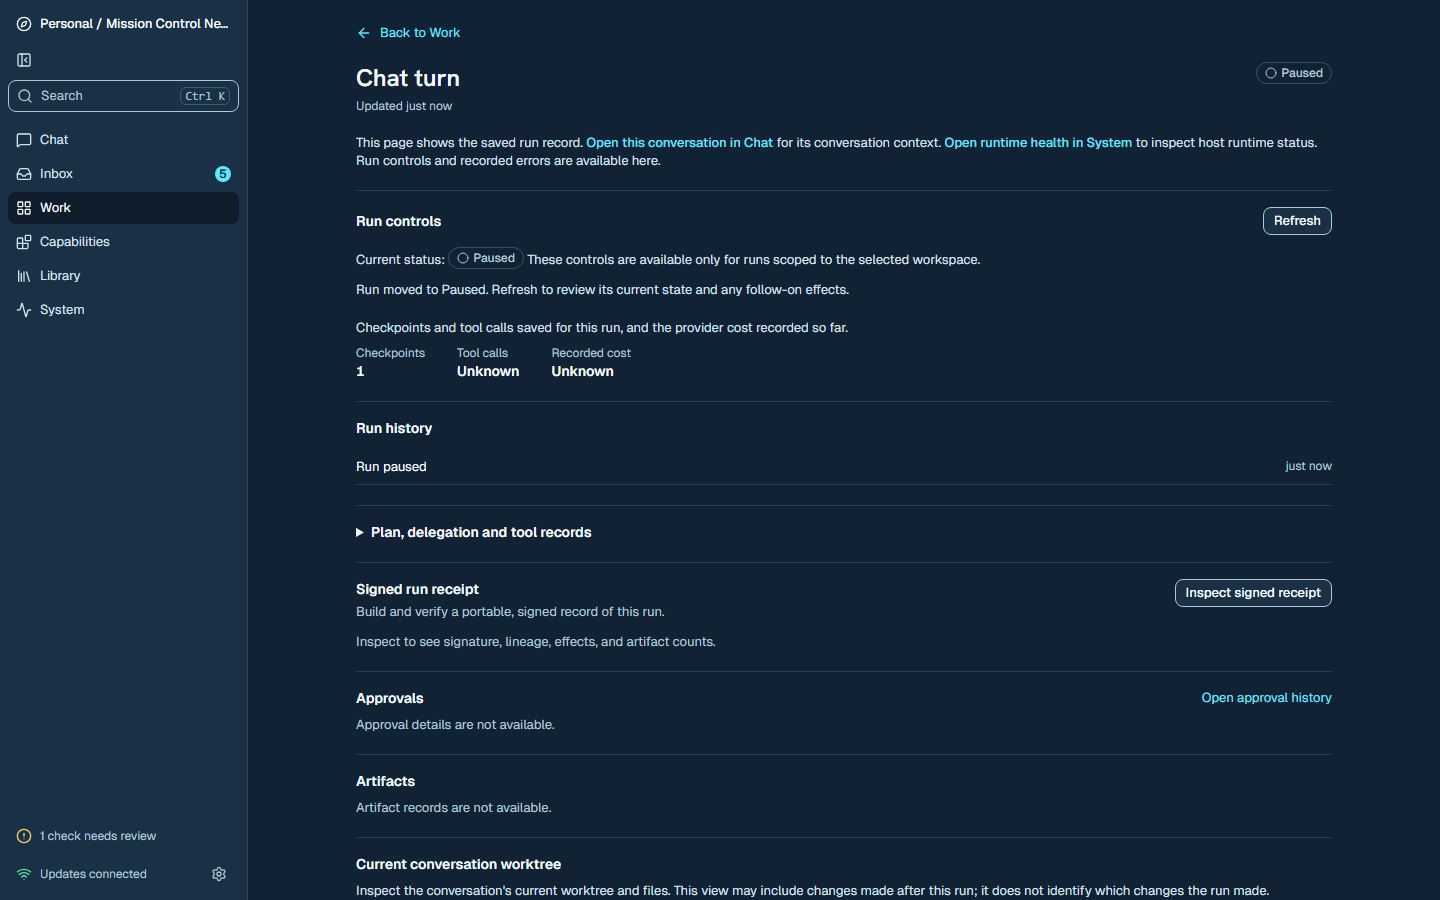 Personal / Mission Control Ne...
Search
Ctrl K
Chat
Inbox
5
Work
Capabilities
Library
System
1 check needs review
Updates connected
Back to Work
Chat turn
Paused
Updated just now
This page shows the saved run record. Open this conversation in Chat for its conversation context. Open runtime health in System to inspect host runtime status.
Run controls and recorded errors are available here.
Run controls
Refresh
Current status: Paused These controls are available only for runs scoped to the selected workspace.
Run moved to Paused. Refresh to review its current state and any follow-on effects.
Checkpoints and tool calls saved for this run, and the provider cost recorded so far.
Checkpoints Tool calls Recorded cost
1 Unknown Unknown
Run history
Run paused just now
Plan, delegation and tool records
Signed run receipt
Inspect signed receipt
Build and verify a portable, signed record of this run.
Inspect to see signature, lineage, effects, and artifact counts.
Approvals
Open approval history
Approval details are not available.
Artifacts
Artifact records are not available.
Current conversation worktree
Inspect the conversation's current worktree and files. This view may include changes made after this run; it does not identify which changes the run made.